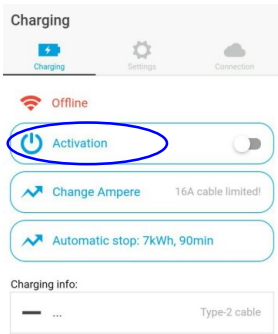 Charging
Charging
Settings
Connection
Offline
Activation
Change Ampere
16A cable limited!
Automatic stop: 7kWh, 90min
Charging info:
...
Type-2 cable